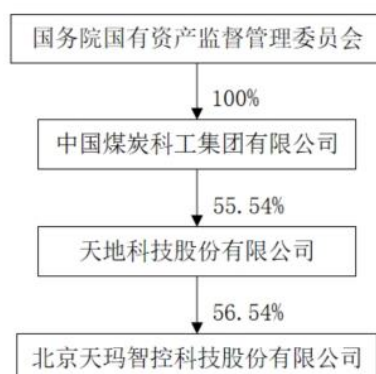 国务院国有资产监督管理委员会
100%
中国煤炭科工集团有限公司
55.54%
天地科技股份有限公司
56.54%
北京天玛智控科技股份有限公司